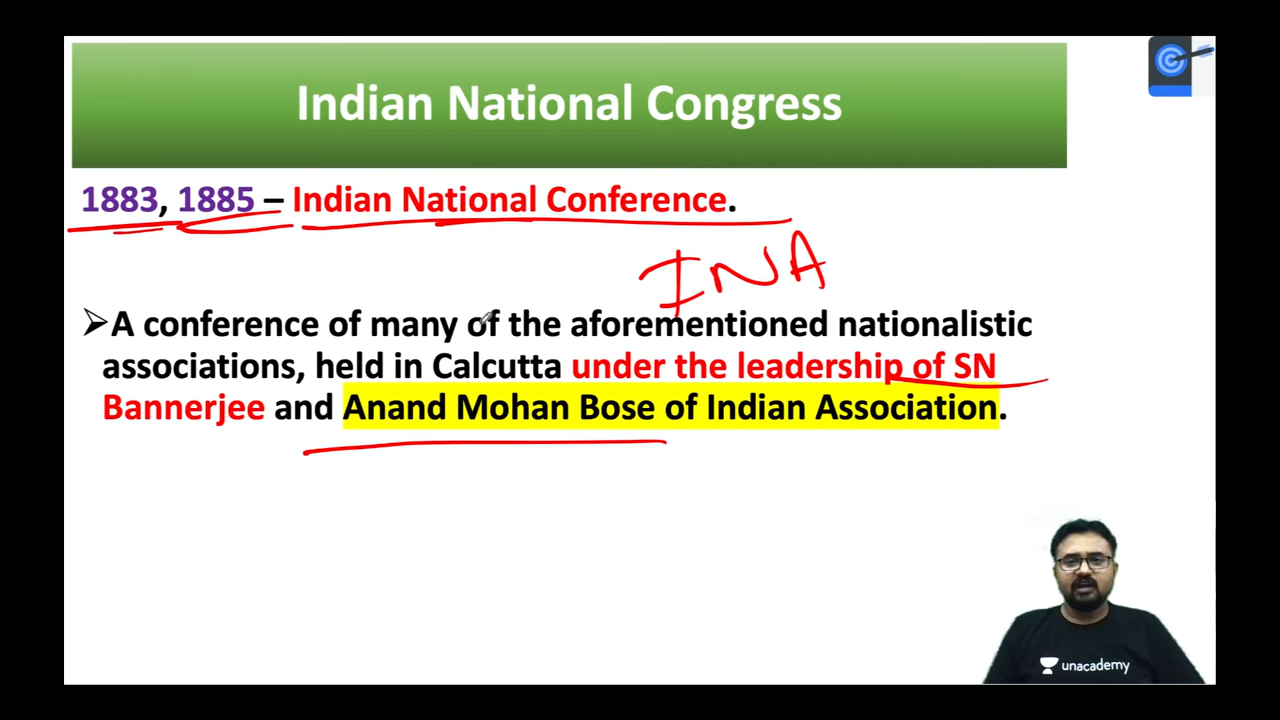 Indian National Congress
1883, 1885 – Indian National Conference.
INA
➢A conference of many of the aforementioned nationalistic
associations, held in Calcutta under the leadership of SN
Bannerjee and Anand Mohan Bose of Indian Association.
unacademy